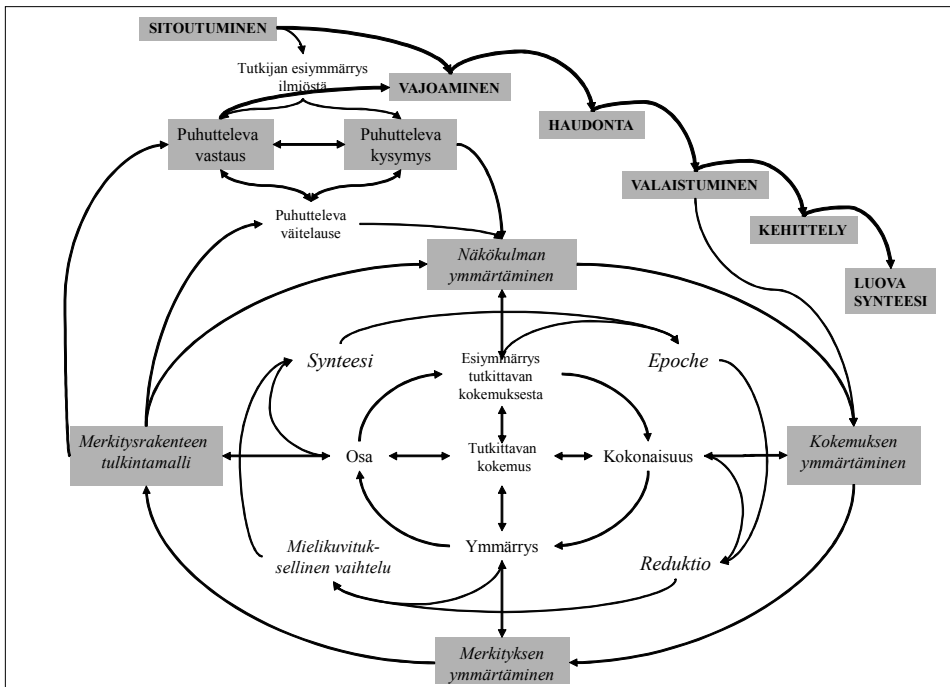 SITOUTUMINEN
Tutkijan esiymmärrys
ilmiöstä
VAJOAMINEN
HAUDONTA
Puhutteleva
vastaus
Puhutteleva
kysymys
VALAISTUMINEN
Puhutteleva
väitelause
KEHITTELY
Näkökulman
ymmärtäminen
LUOVA
SYNTEESI
Synteesi
Esiymmärrys
tutkittavan
kokemuksesta
Epoche
Merkitysrakenteen
tulkintamalli
Osa
Tutkittavan
kokemus
Kokonaisuus
Kokemuksen
ymmärtäminen
Mielikuvituk-
sellinen vaihtelu
Ymmärrys
Reduktio
Merkityksen
ymmärtäminen